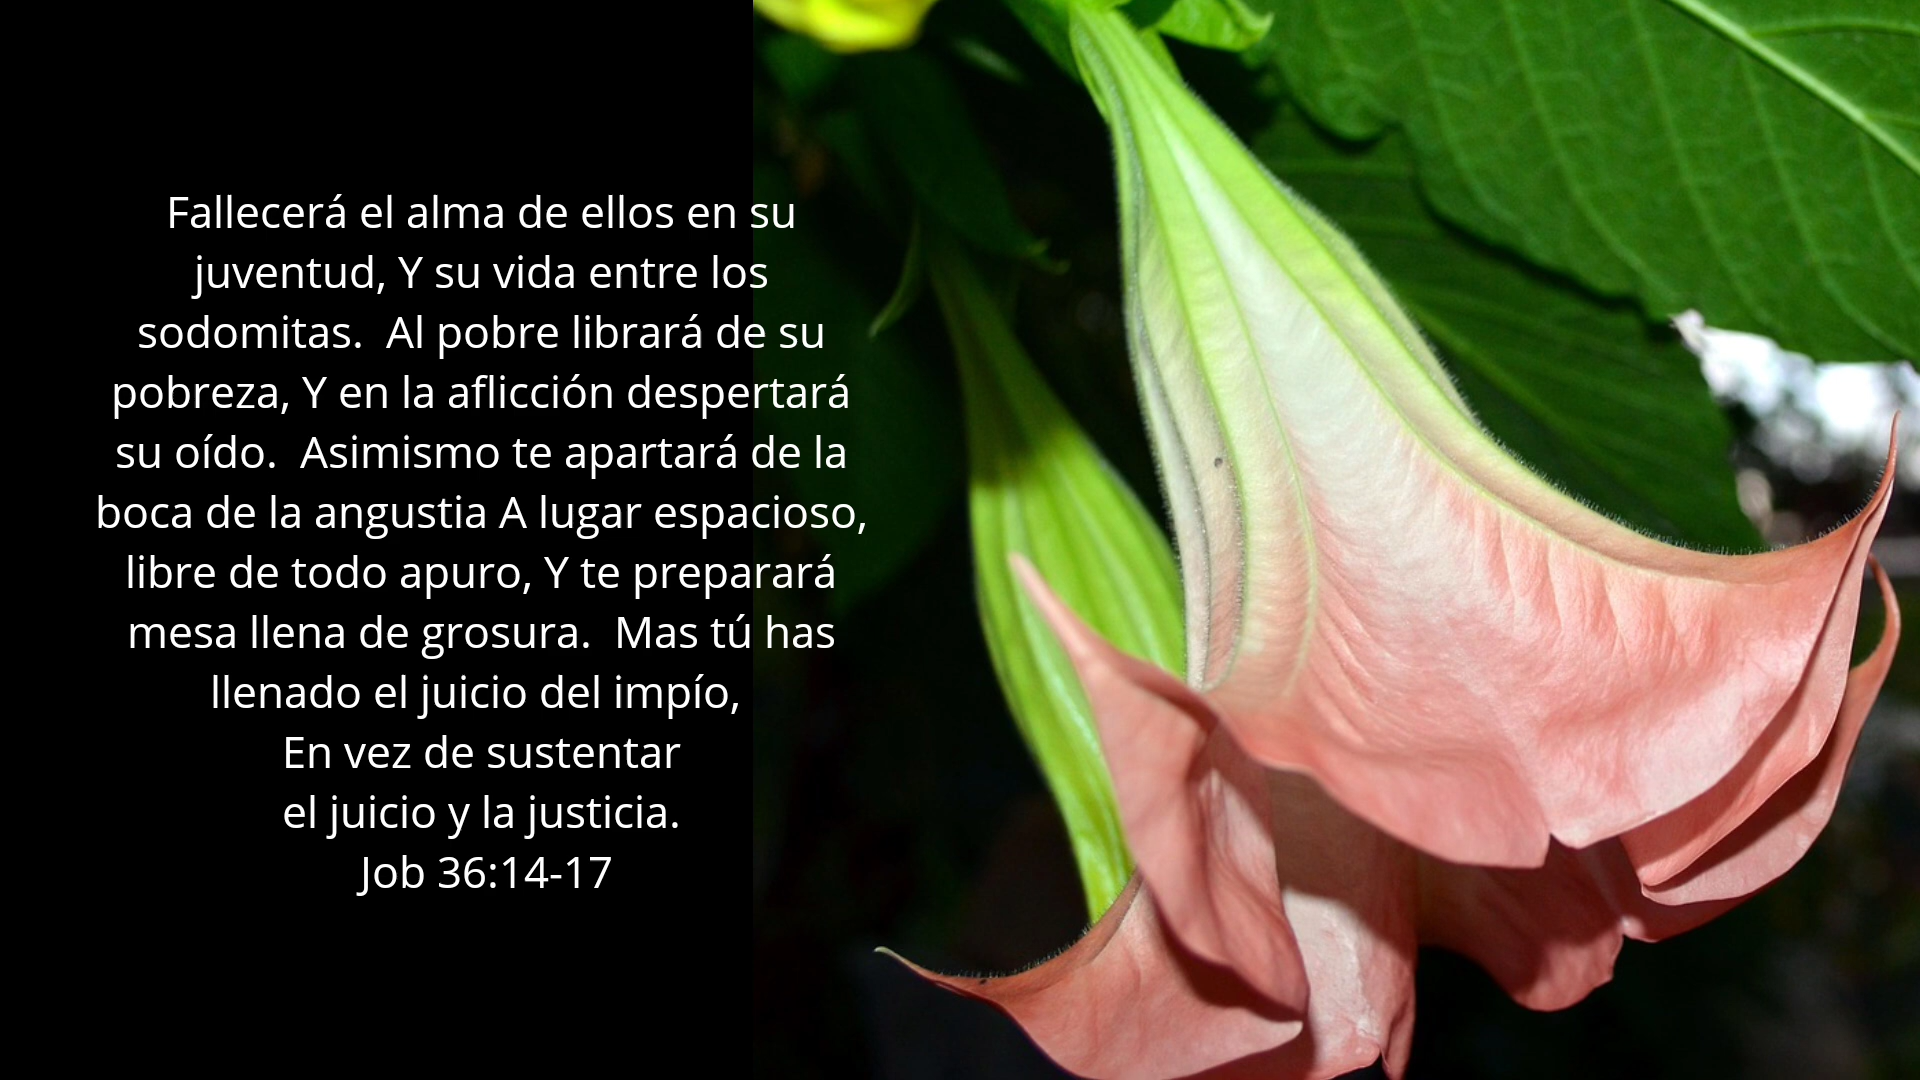 Fallecerá el alma de ellos en su
juventud, Y su vida entre los
sodomitas.  Al pobre librará de su
pobreza, Y en la aflicción despertará
su oído.  Asimismo te apartará de la
boca de la angustia A lugar espacioso,
libre de todo apuro, Y te preparará
mesa llena de grosura.  Mas tú has
llenado el juicio del impío,
En vez de sustentar
el juicio y la justicia.
Job 36:14-17